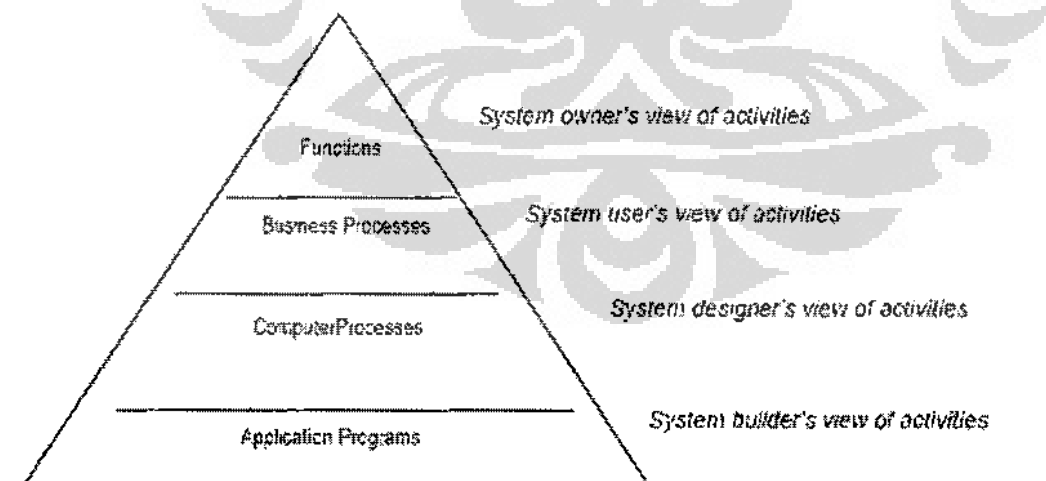 System owner's view of activities
Functions
System user's view of activities
Business Processes
System designer's view of activities
ComputerProcesses
System builder's view of activities
Application Programs